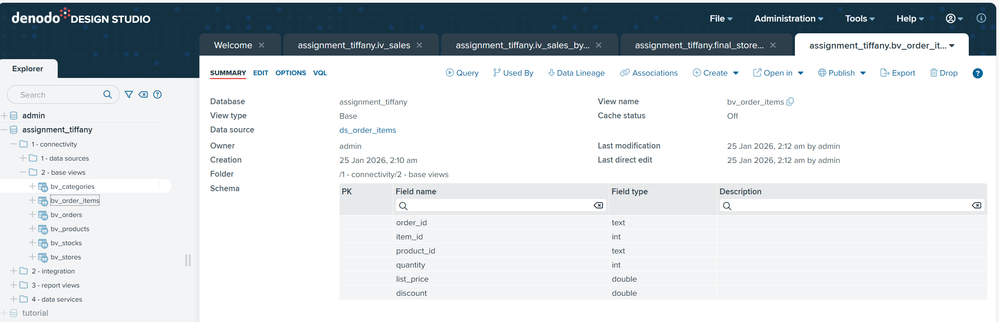 denodo DESIGN STUDIO
File Administration Tools Help
Welcome assignment_tiffany.iv_sales assignment_tiffany.iv_sales_by... assignment_tiffany.final_store... assignment_tiffany.bv_order_it...
Explorer
Search
admin
assignment_tiffany
1 - connectivity
1 - data sources
2 - base views
bv_categories
bv_order_items
bv_orders
bv_products
bv_stocks
bv_stores
2 - integration
3 - report views
4 - data services
tutorial
SUMMARY EDIT OPTIONS VQL Query Used By Data Lineage Associations Create Open in Publish Export Drop
Database assignment_tiffany View name bv_order_items
View type Base Cache status Off
Data source ds_order_items
Owner admin Last modification 25 Jan 2026, 2:12 am by admin
Creation 25 Jan 2026, 2:10 am Last direct edit 25 Jan 2026, 2:12 am by admin
Folder /1 - connectivity/2 - base views
Schema
PK Field name Field type Description
order_id text
item_id int
product_id text
quantity int
list_price double
discount double